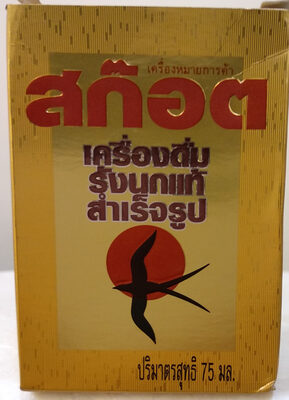 เครื่องหมายการค้า
สก๊อต
เครื่องดื่ม
รังนกแท้
สำเร็จรูป
ปริมาตรสุทธิ 75 มล.